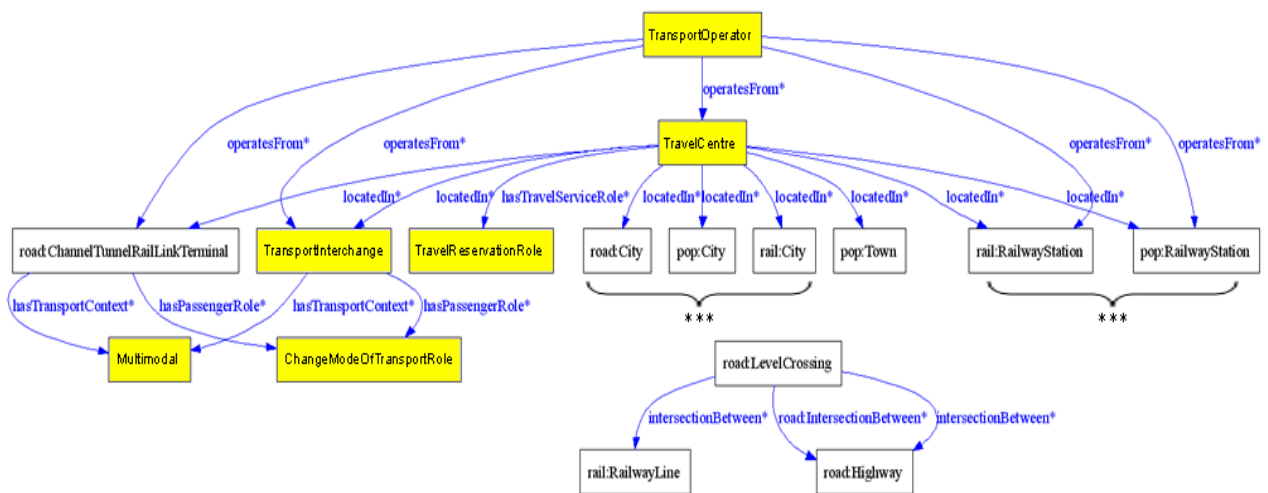 TransportOperator
operatesFrom*
operatesFrom* operatesFrom* TravelCentre operatesFrom* operatesFrom*
locatedIn* locatedIn* hasTravelServiceRole* locatedIn* locatedIn* locatedIn* locatedIn* locatedIn* locatedIn*
road:ChannelTunnelRailLinkTerminal TransportInterchange TravelReservationRole road:City pop:City rail:City pop:Town rail:RailwayStation pop:RailwayStation
hasTransportContext* hasPassengerRole* hasTransportContext* hasPassengerRole*
*** ***
Multimodal ChangeModeOfTransportRole road:LevelCrossing
intersectionBetween* road:IntersectionBetween* intersectionBetween*
rail:RailwayLine road:Highway